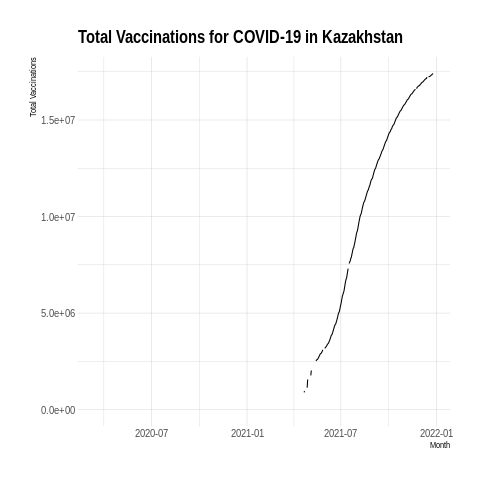 Total Vaccinations for COVID-19 in Kazakhstan
Total Vaccinations
1.5e+07
1.0e+07
5.0e+06
0.0e+00
2020-07 2021-01 2021-07 2022-01
Month